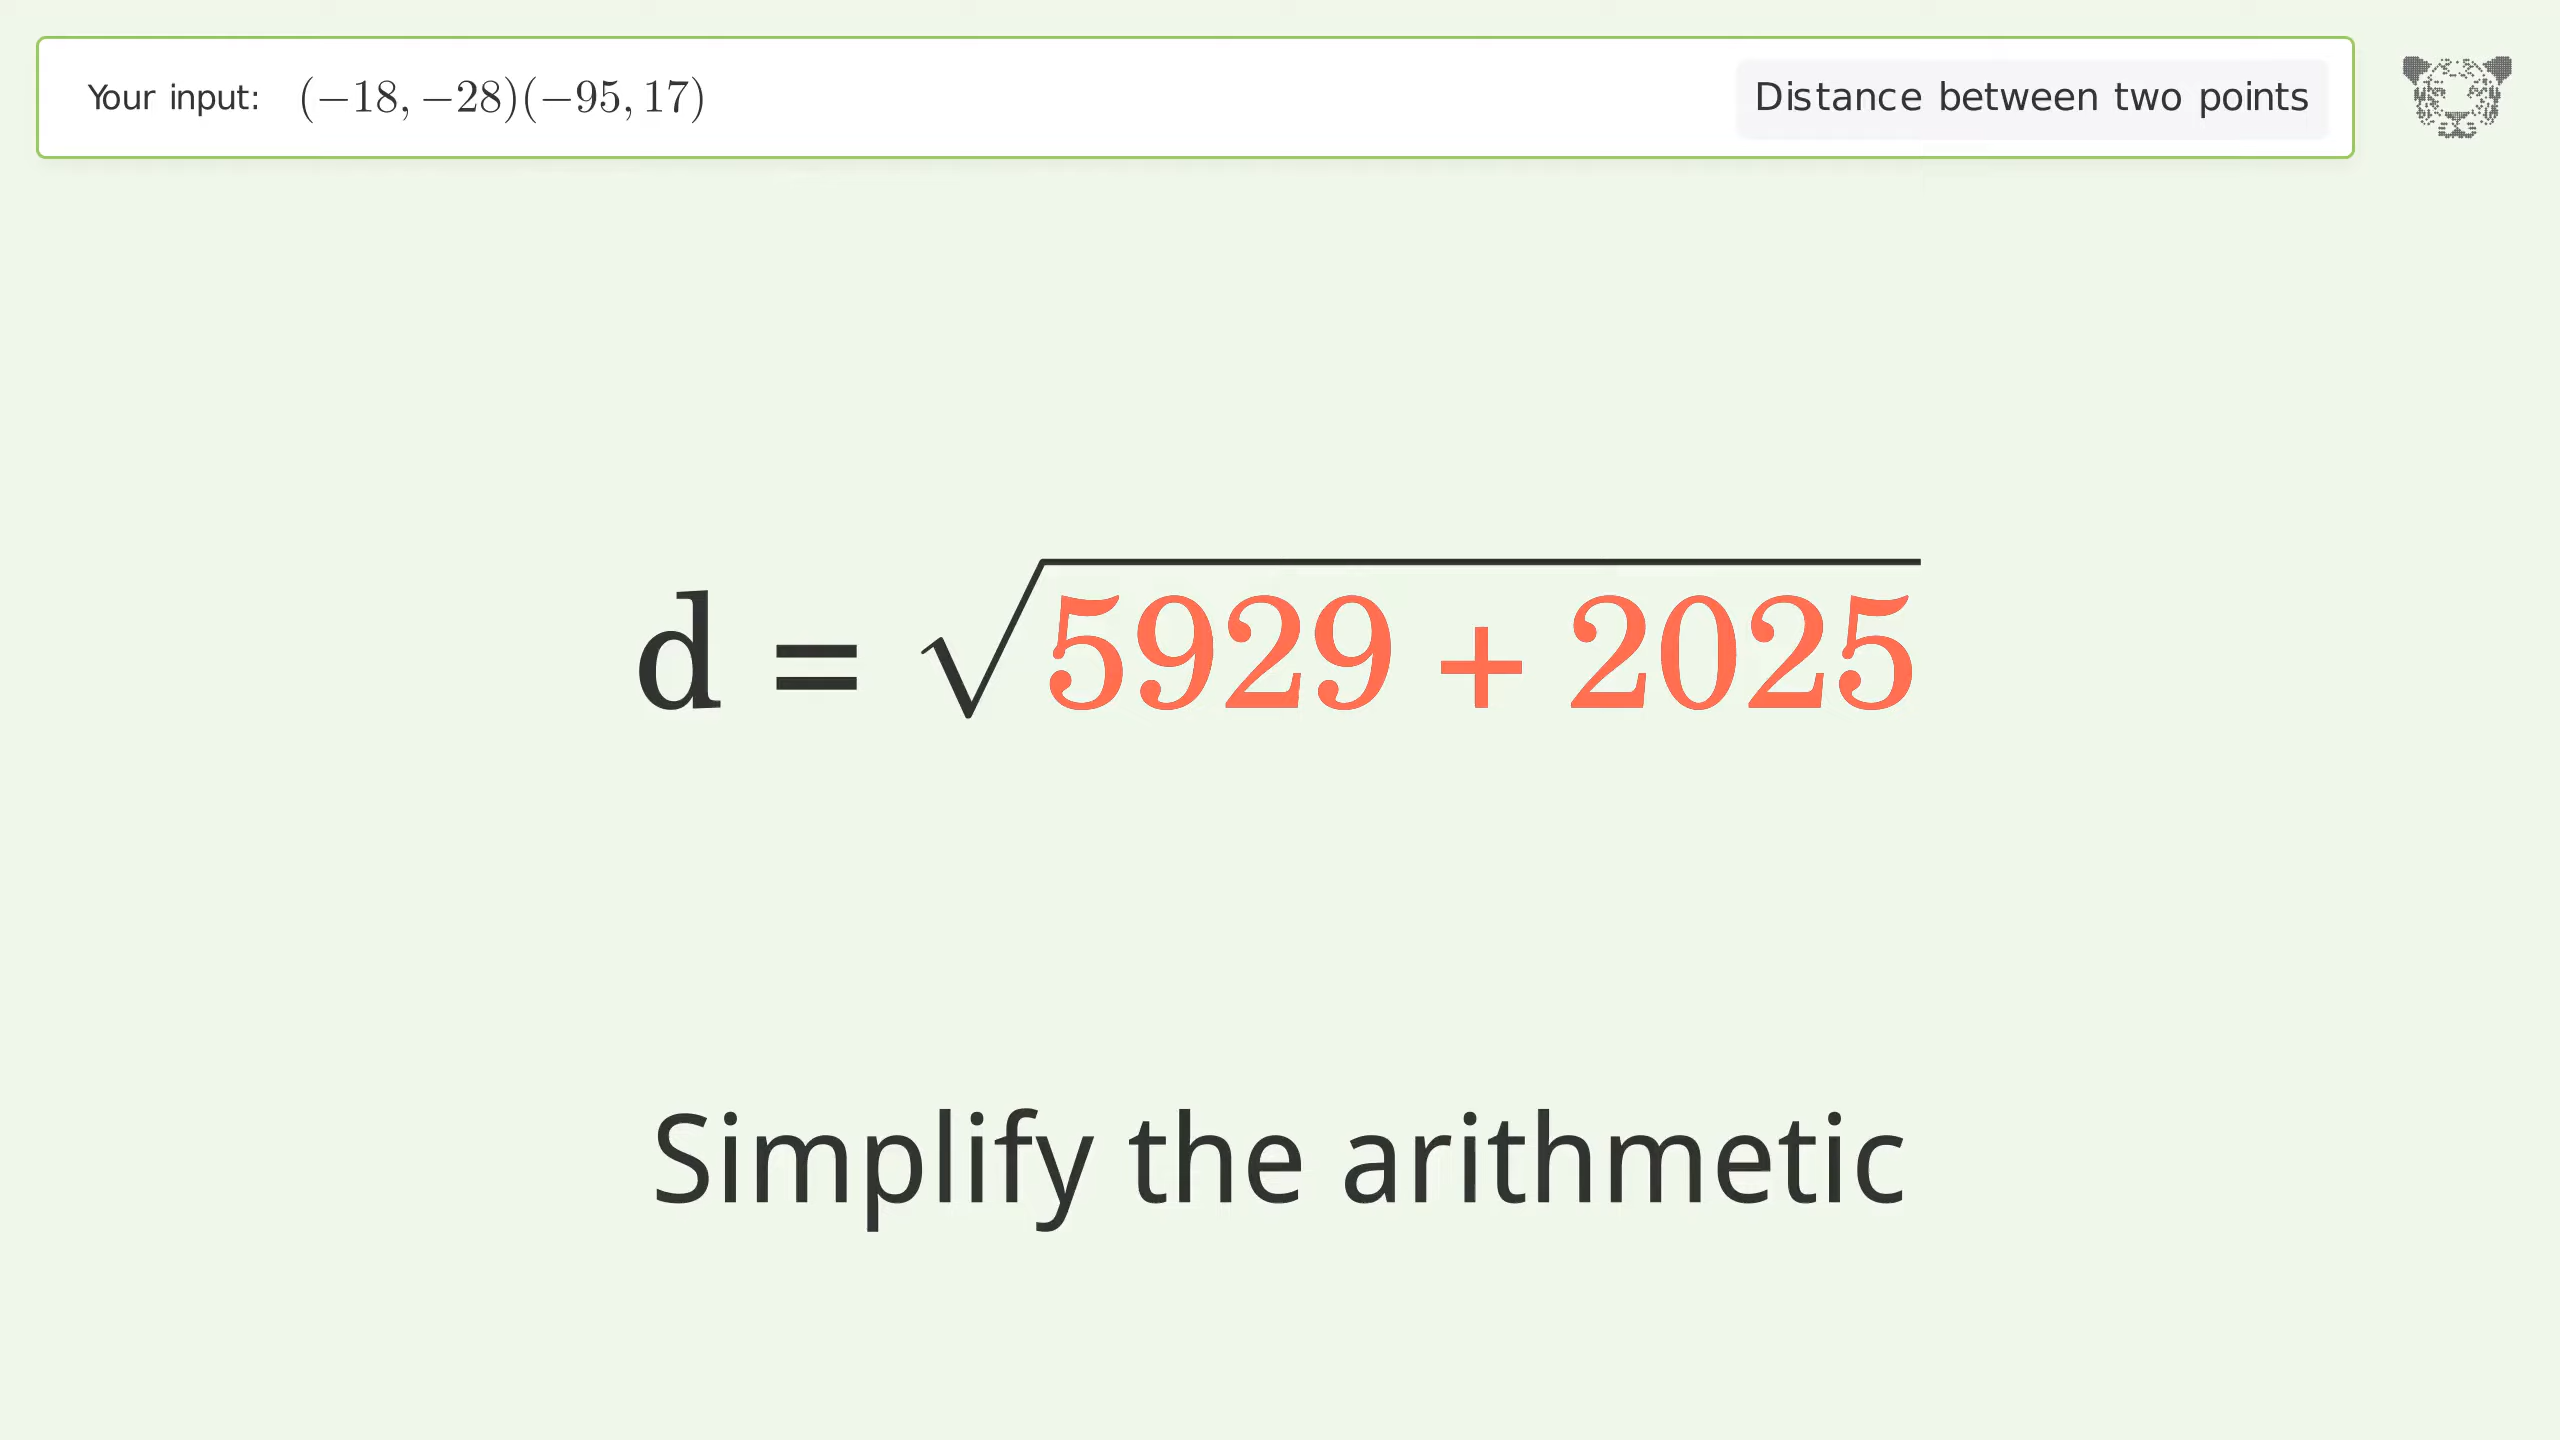 Your input: (−18, −28)(−95, 17) Distance between two points
d = √5929 + 2025
Simplify the arithmetic